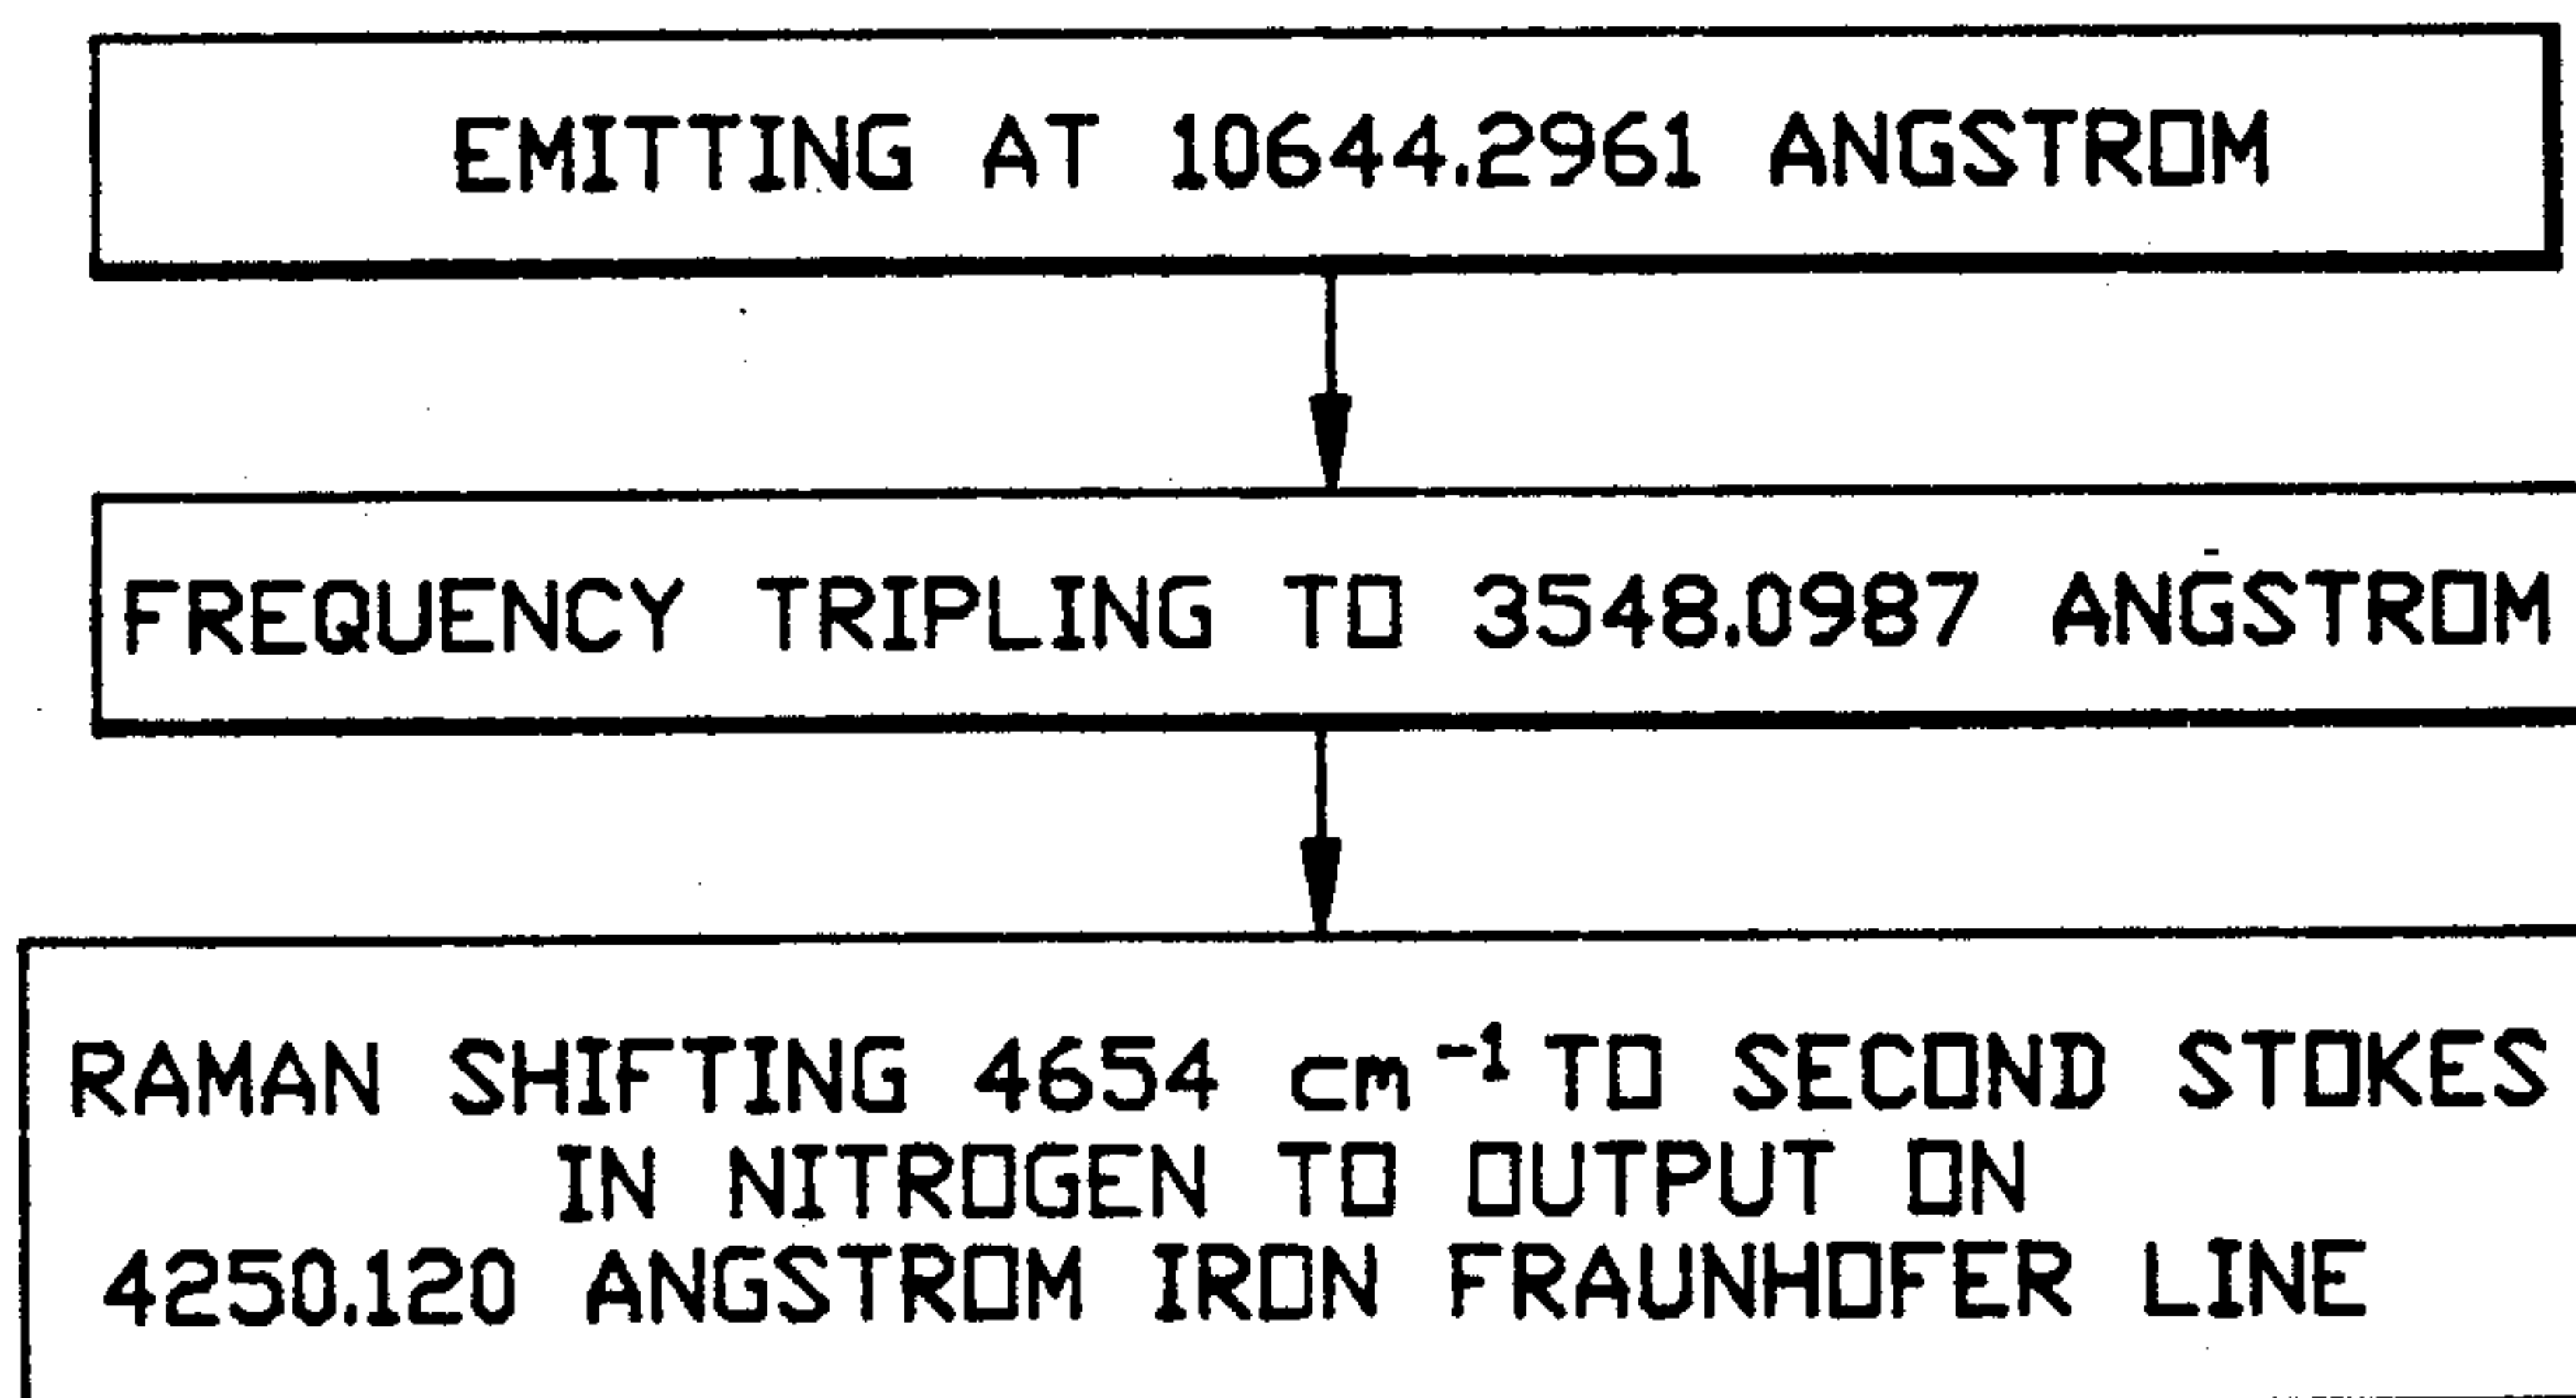 EMITTING AT 10644.2961 ANGSTROM
FREQUENCY TRIPLING TO 3548.0987 ANGSTROM
RAMAN SHIFTING 4654 cm⁻¹ TO SECOND STOKES
IN NITROGEN TO OUTPUT ON
4250.120 ANGSTROM IRON FRAUNHOFER LINE